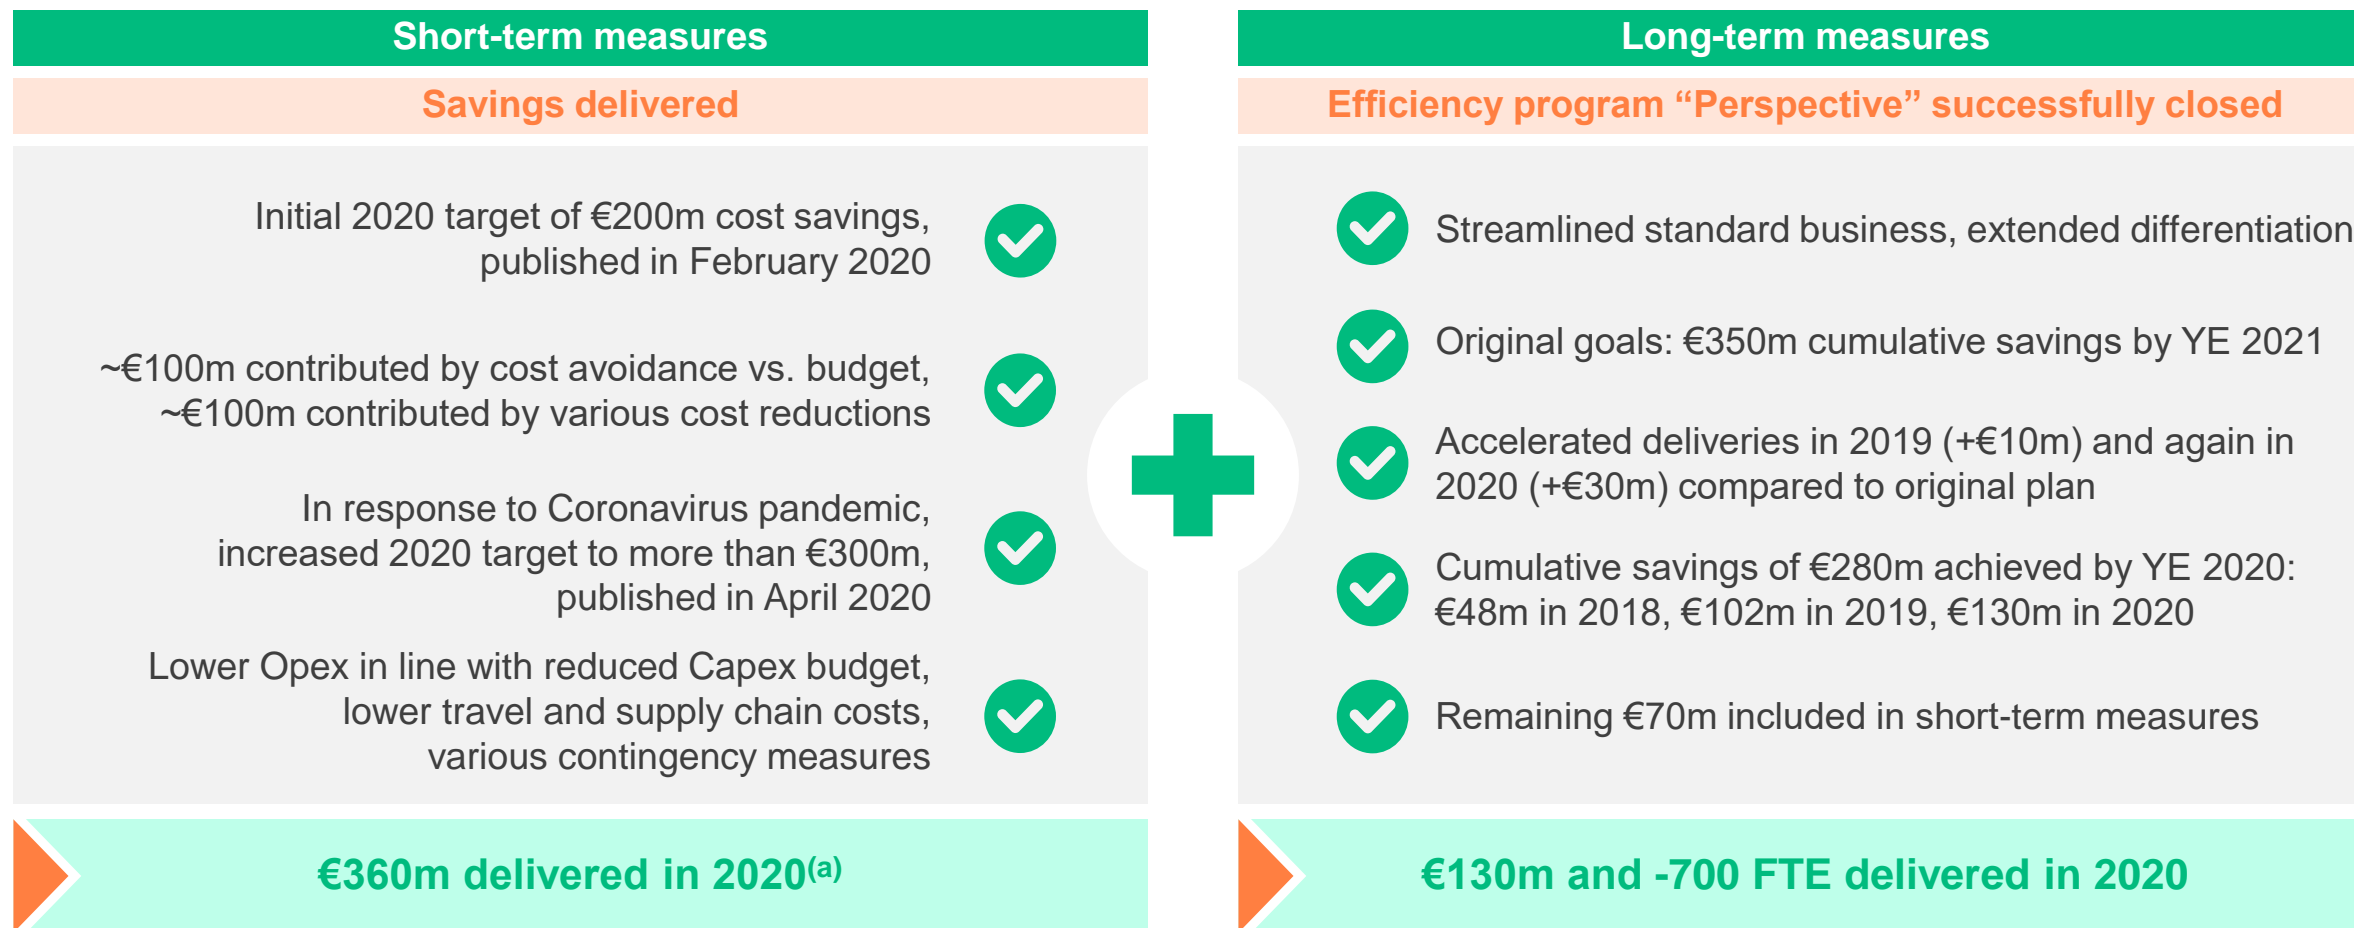 Short-term measures
Savings delivered
Initial 2020 target of €200m cost savings,
published in February 2020
~€100m contributed by cost avoidance vs. budget,
~€100m contributed by various cost reductions
In response to Coronavirus pandemic,
increased 2020 target to more than €300m,
published in April 2020
Lower Opex in line with reduced Capex budget,
lower travel and supply chain costs,
various contingency measures
€360m delivered in 2020(a)
Long-term measures
Efficiency program “Perspective” successfully closed
Streamlined standard business, extended differentiation
Original goals: €350m cumulative savings by YE 2021
Accelerated deliveries in 2019 (+€10m) and again in
2020 (+€30m) compared to original plan
Cumulative savings of €280m achieved by YE 2020:
€48m in 2018, €102m in 2019, €130m in 2020
Remaining €70m included in short-term measures
€130m and -700 FTE delivered in 2020